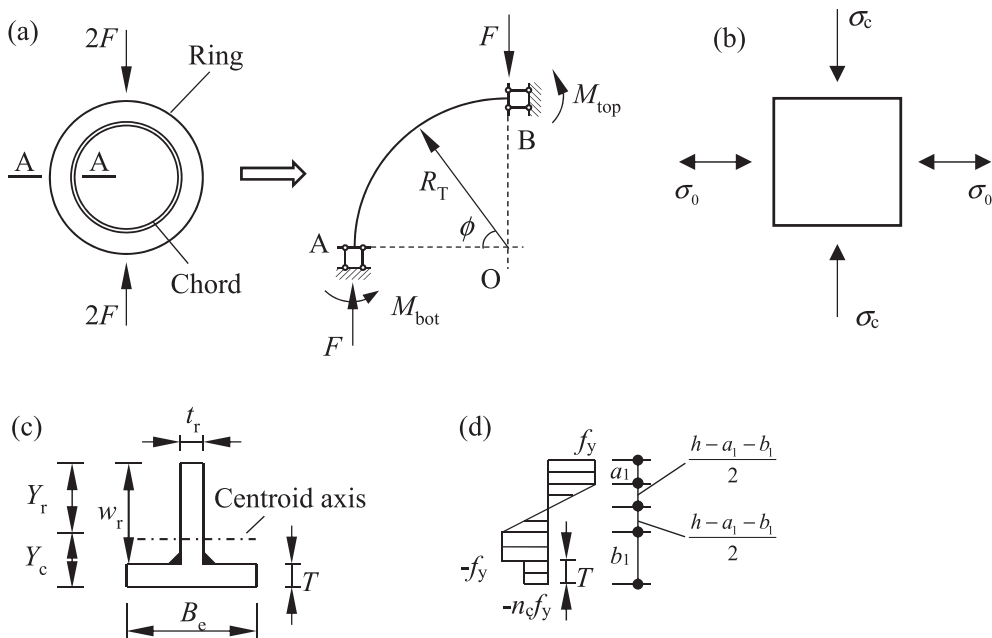 (a)
2F
Ring
A
A
Chord
2F
F
M_top
B
R_T
ϕ
A
O
M_bot
F
(b)
σ_c
σ_0
σ_0
σ_c
(c)
t_r
Y_r
w_r
Centroid axis
Y_c
T
B_e
(d)
f_y
a_1
(h−a_1−b_1)/2
(h−a_1−b_1)/2
b_1
-f_y
T
-n_c f_y